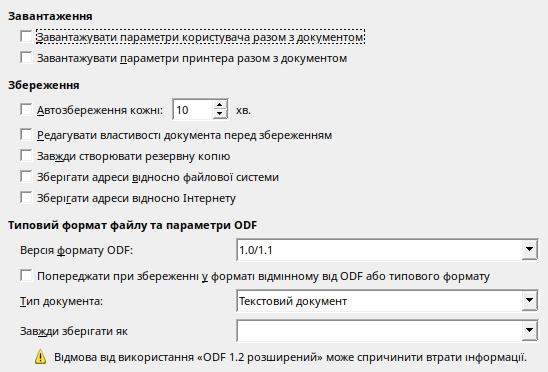 Завантаження
Завантажувати параметри користувача разом з документом
Завантажувати параметри принтера разом з документом
Збереження
Автозбереження кожні: 10 хв.
Редагувати властивості документа перед збереженням
Завжди створювати резервну копію
Зберігати адреси відносно файлової системи
Зберігати адреси відносно Інтернету
Типовий формат файлу та параметри ODF
Версія формату ODF: 1.0/1.1
Попереджати при збереженні у форматі відмінному від ODF або типового формату
Тип документа: Текстовий документ
Завжди зберігати як
Відмова від використання «ODF 1.2 розширений» може спричинити втрати інформації.